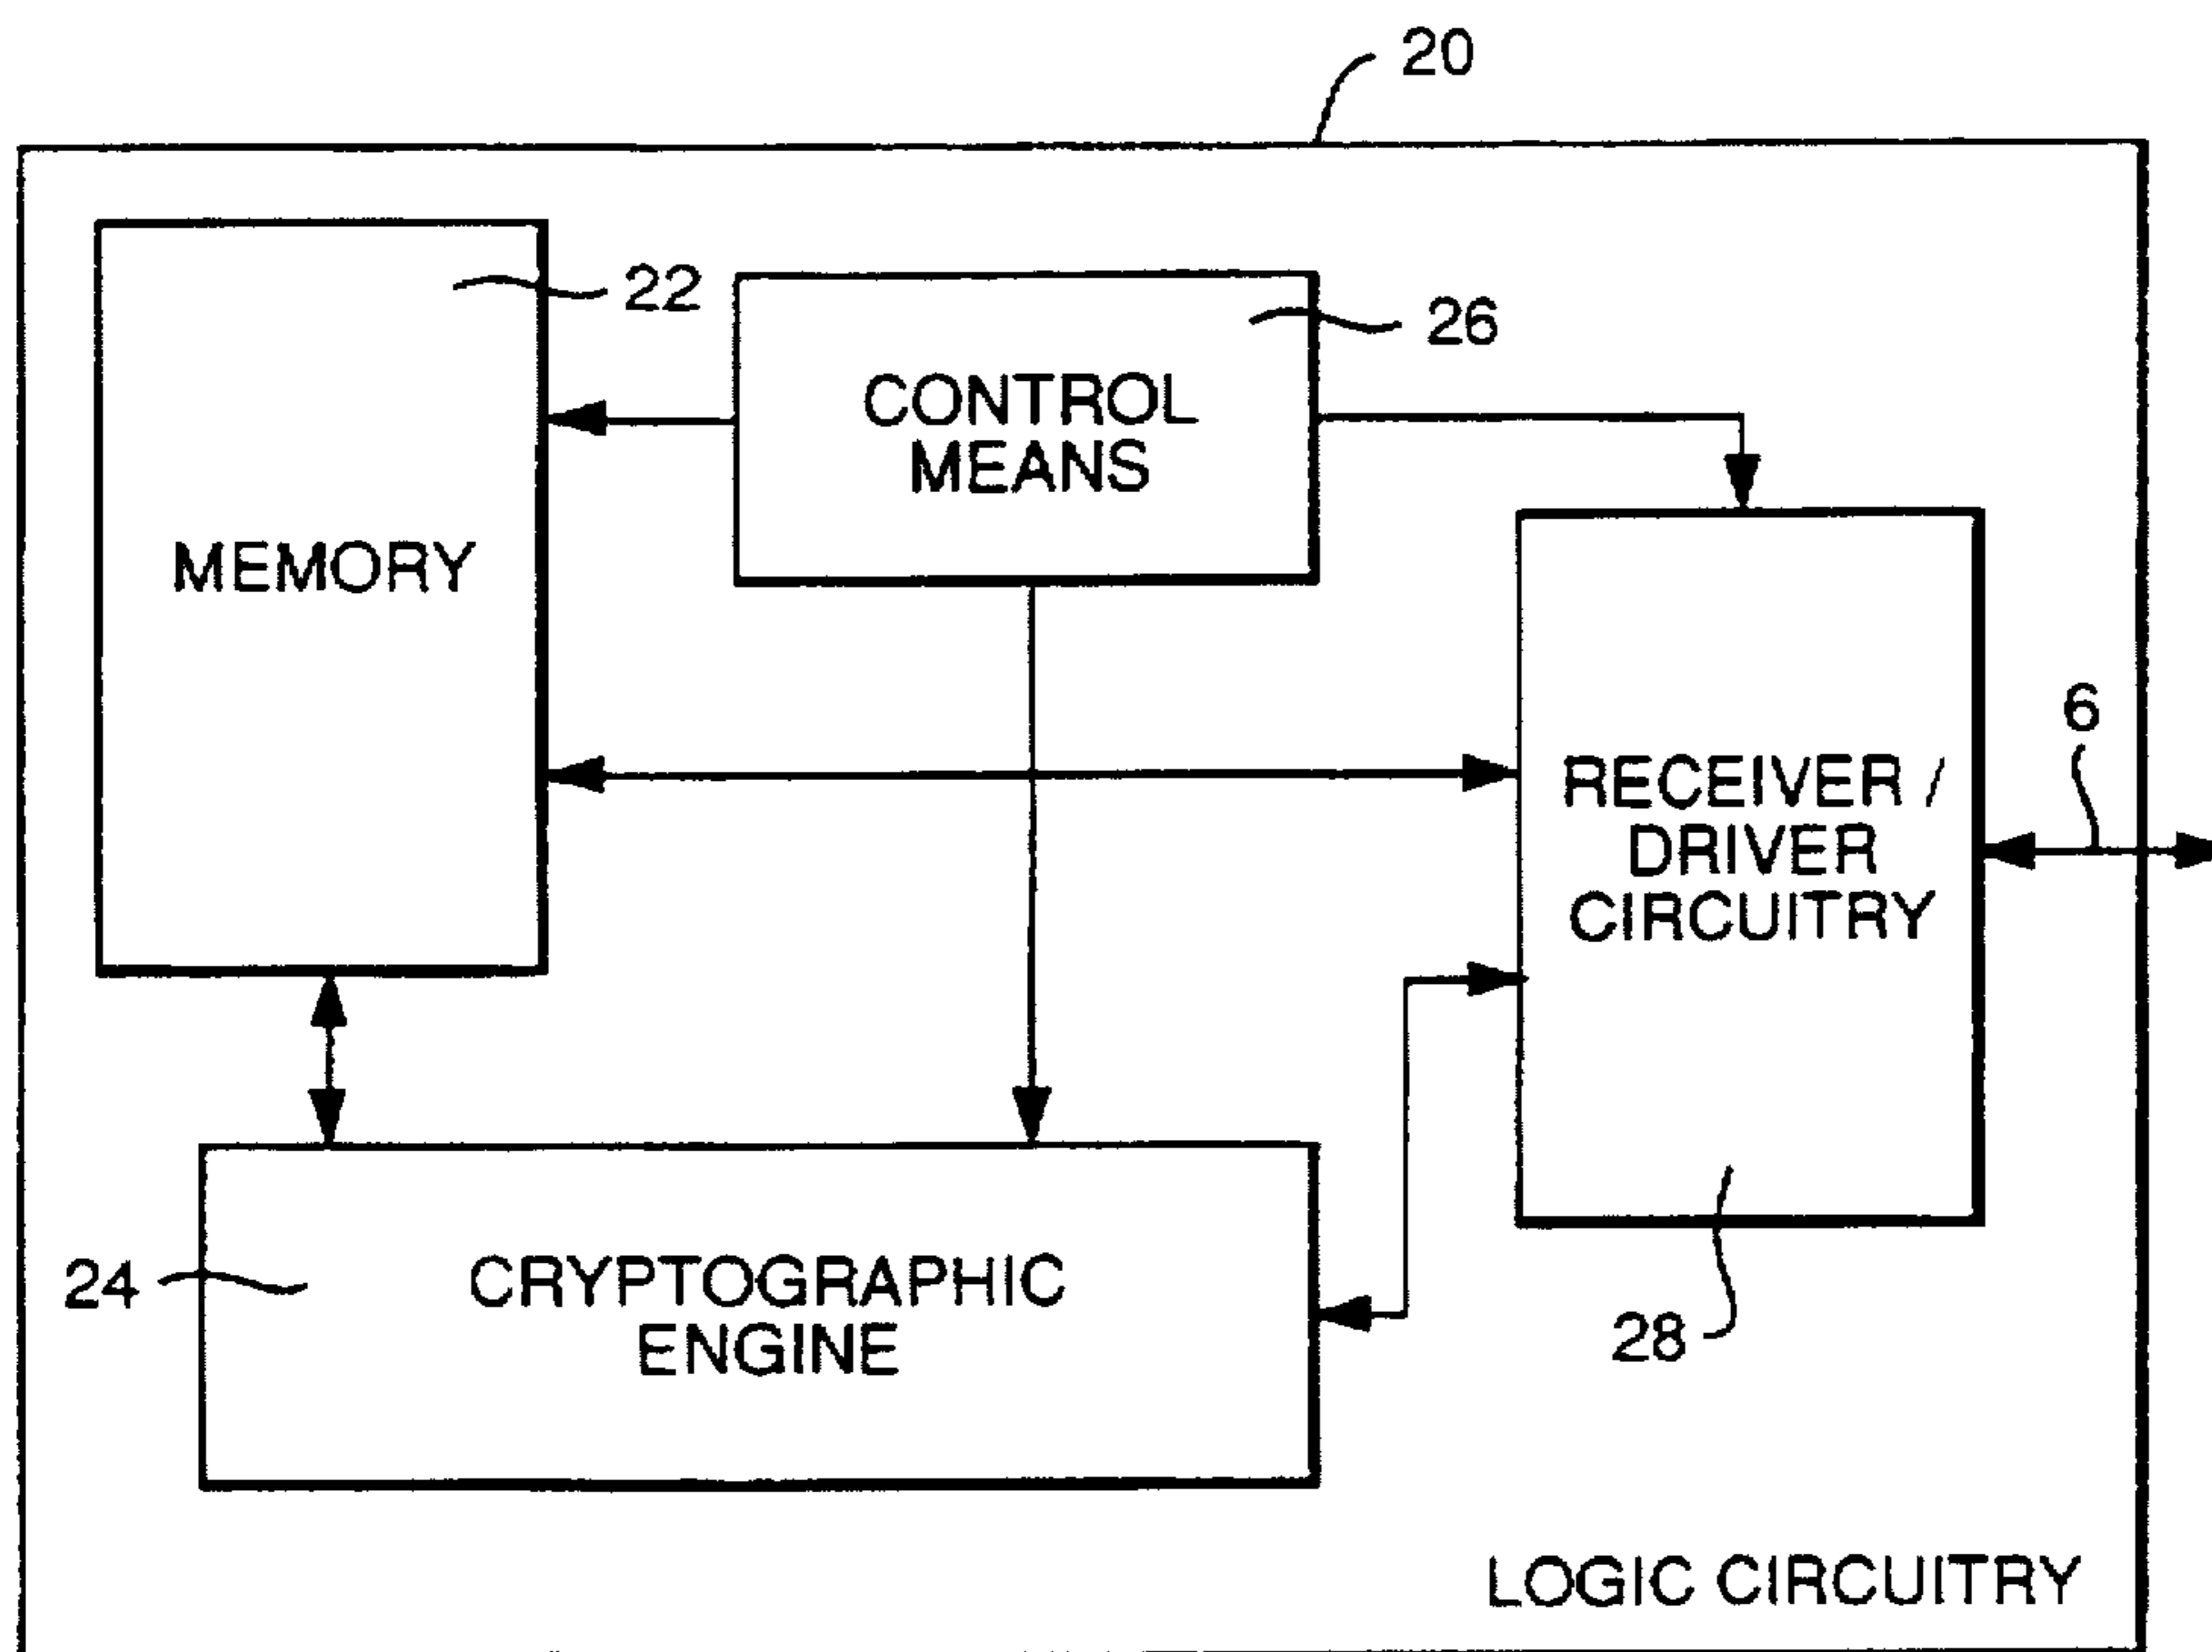 20
22
26
CONTROL
MEANS
MEMORY
6
RECEIVER /
DRIVER
CIRCUITRY
24
CRYPTOGRAPHIC
ENGINE
28
LOGIC CIRCUITRY